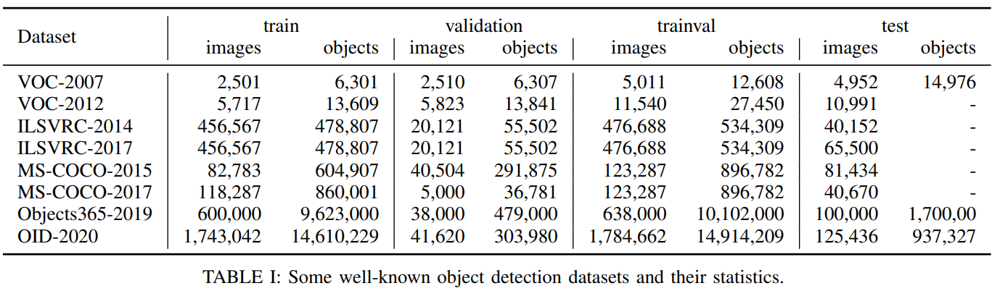 Dataset train validation trainval test
images objects images objects images objects images objects
VOC-2007 2,501 6,301 2,510 6,307 5,011 12,608 4,952 14,976
VOC-2012 5,717 13,609 5,823 13,841 11,540 27,450 10,991 -
ILSVRC-2014 456,567 478,807 20,121 55,502 476,688 534,309 40,152 -
ILSVRC-2017 456,567 478,807 20,121 55,502 476,688 534,309 65,500 -
MS-COCO-2015 82,783 604,907 40,504 291,875 123,287 896,782 81,434 -
MS-COCO-2017 118,287 860,001 5,000 36,781 123,287 896,782 40,670 -
Objects365-2019 600,000 9,623,000 38,000 479,000 638,000 10,102,000 100,000 1,700,00
OID-2020 1,743,042 14,610,229 41,620 303,980 1,784,662 14,914,209 125,436 937,327
TABLE I: Some well-known object detection datasets and their statistics.